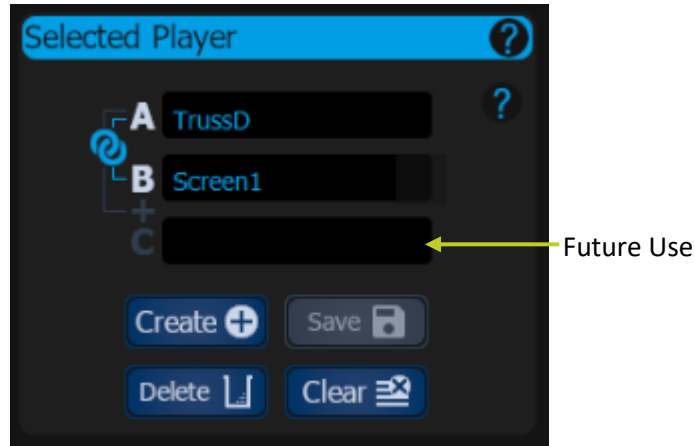 Selected Player ?
?
A TrussD
B Screen1
+
C
Future Use
Create Save
Delete Clear